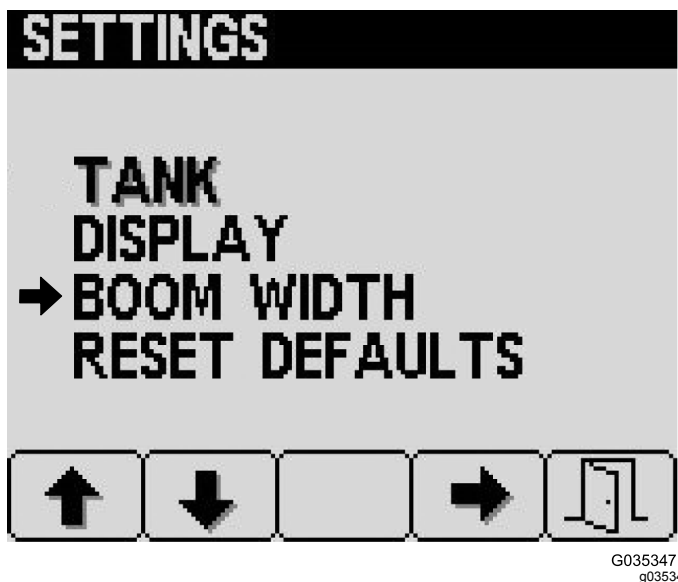 SETTINGS
TANK
DISPLAY
BOOM WIDTH
RESET DEFAULTS
G035347